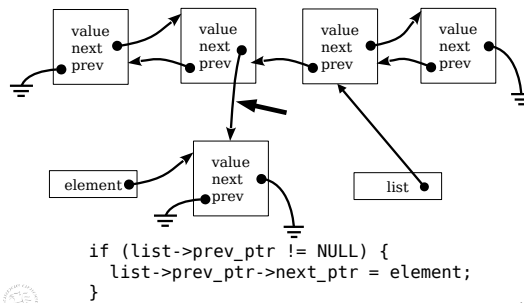 value
next
prev
value
next
prev
value
next
prev
value
next
prev
value
next
prev
element
list
if (list->prev_ptr != NULL) {
  list->prev_ptr->next_ptr = element;
}